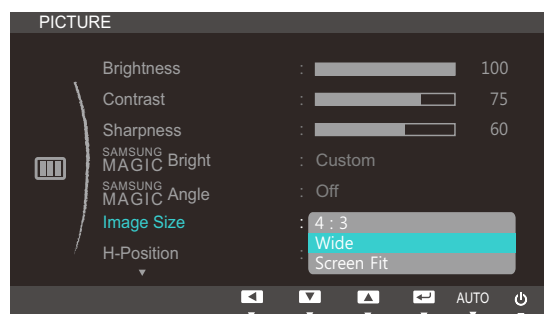 PICTURE
Brightness : 100
Contrast : 75
Sharpness : 60
SAMSUNG MAGIC Bright : Custom
SAMSUNG MAGIC Angle : Off
Image Size : 4 : 3
Wide
H-Position : Screen Fit
AUTO